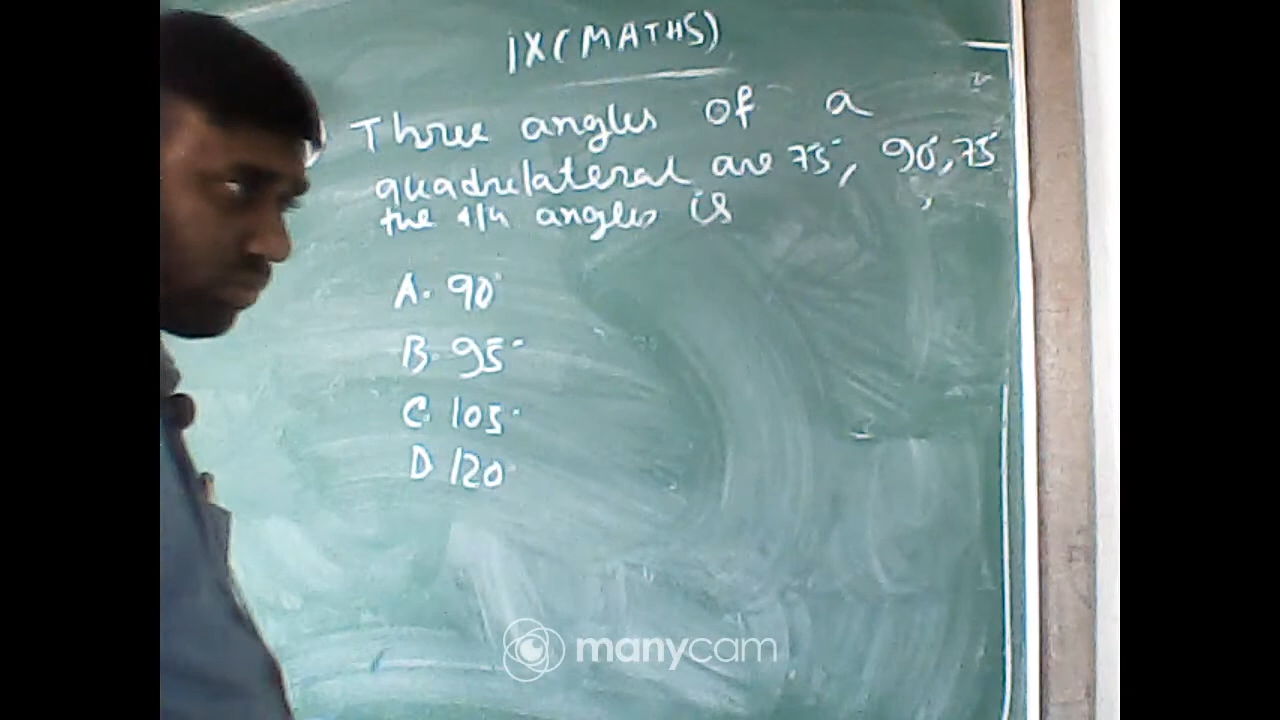 IX (MATHS)
Three angles of a
quadrilateral are 75°, 90°, 75°
the 4th angles is
A. 90°
B. 95°
C. 105°
D 120°
manycam